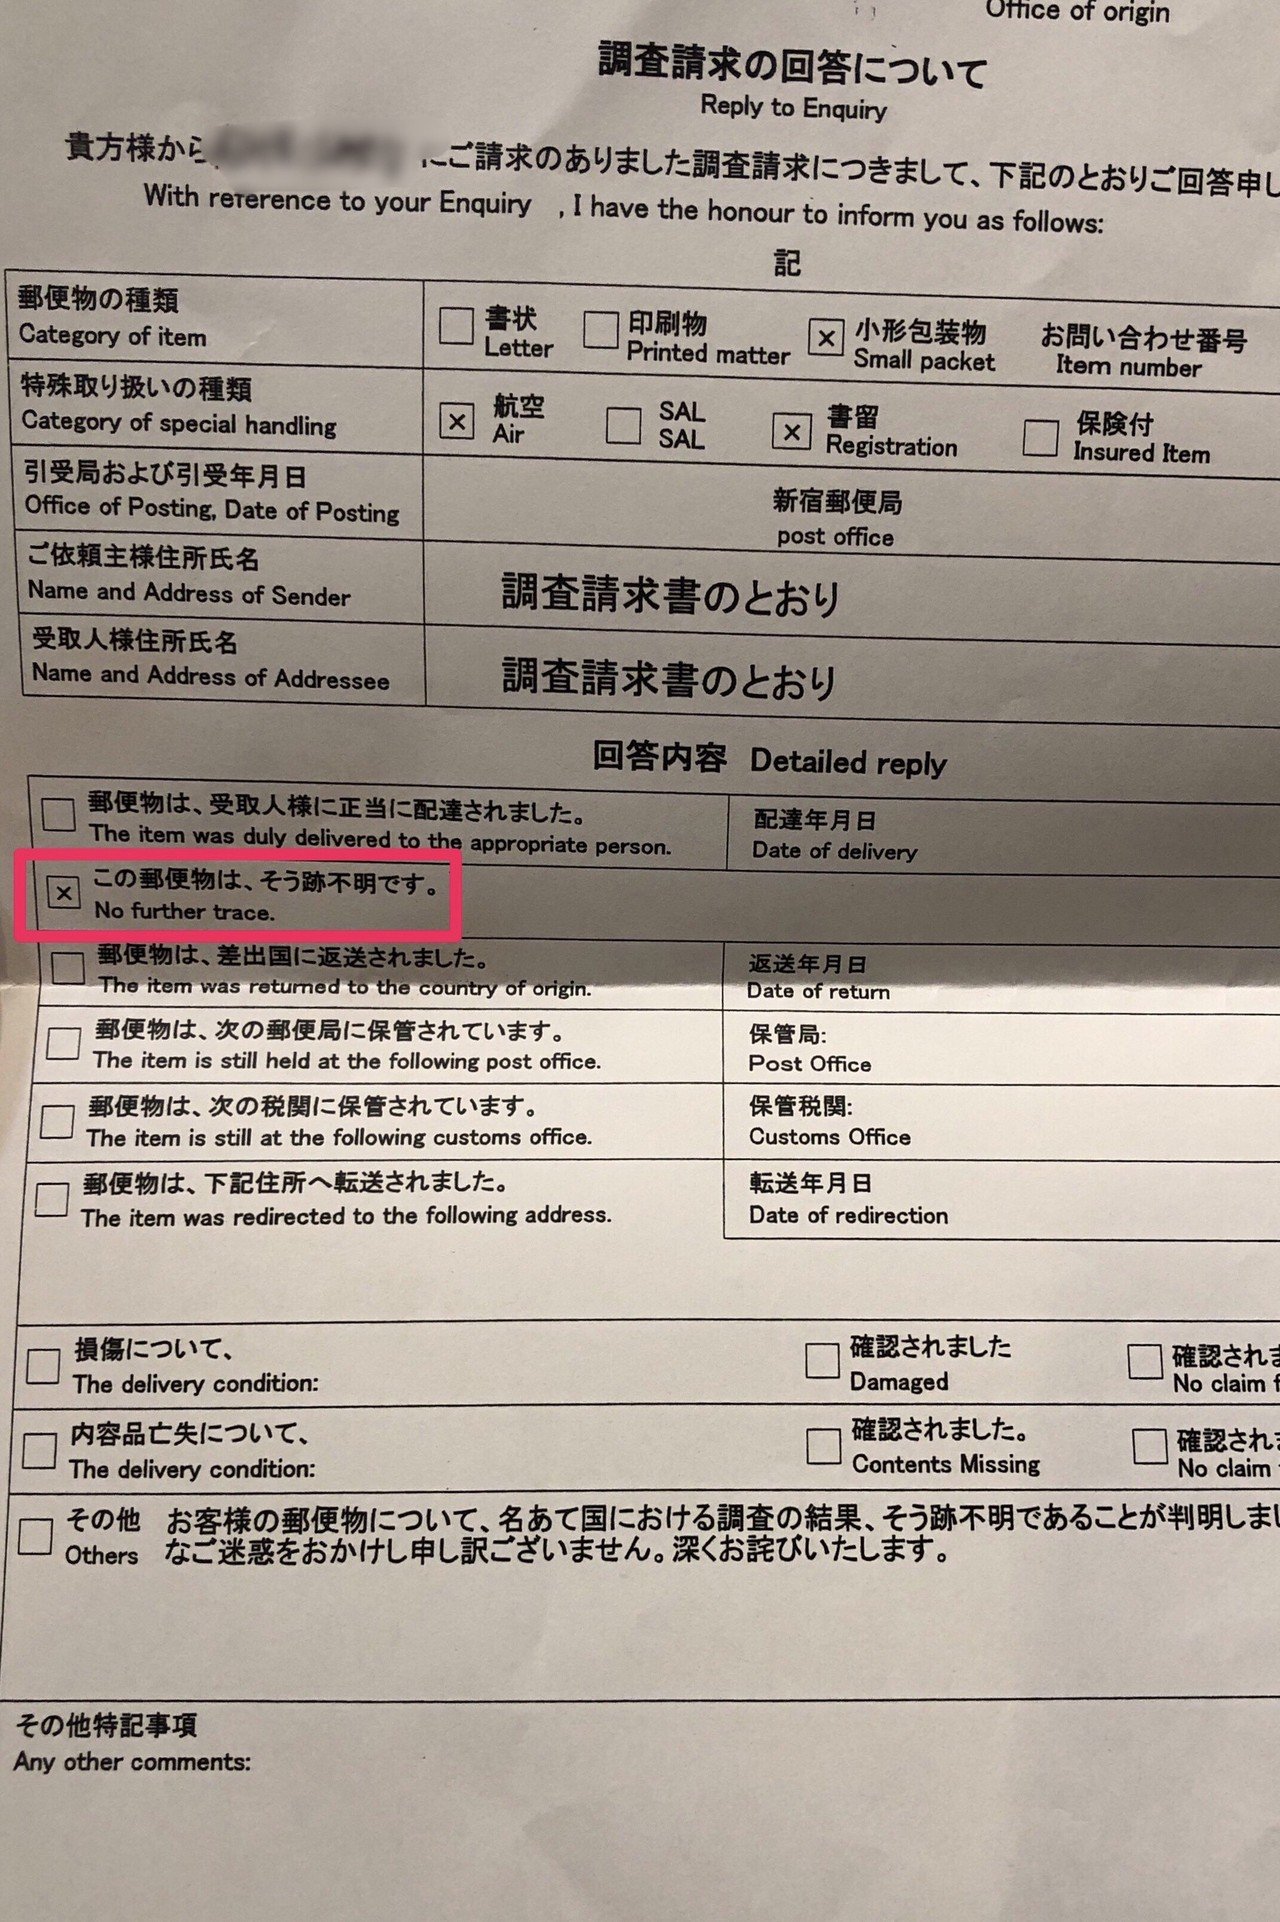 Office of origin
調査請求の回答について
Reply to Enquiry
貴方様から にご請求のありました調査請求につきまして、下記のとおりご回答申し
With reference to your Enquiry , I have the honour to inform you as follows:
記
郵便物の種類
Category of item
書状
Letter
印刷物
Printed matter
小形包装物
Small packet
お問い合わせ番号
Item number
特殊取り扱いの種類
Category of special handling
航空
Air
SAL
SAL
書留
Registration
保険付
Insured Item
引受局および引受年月日
Office of Posting, Date of Posting
新宿郵便局
post office
ご依頼主様住所氏名
Name and Address of Sender
調査請求書のとおり
受取人様住所氏名
Name and Address of Addressee
調査請求書のとおり
回答内容 Detailed reply
郵便物は、受取人様に正当に配達されました。
The item was duly delivered to the appropriate person.
配達年月日
Date of delivery
この郵便物は、そう跡不明です。
No further trace.
郵便物は、差出国に返送されました。
The item was returned to the country of origin.
返送年月日
Date of return
郵便物は、次の郵便局に保管されています。
The item is still held at the following post office.
保管局:
Post Office
郵便物は、次の税関に保管されています。
The item is still at the following customs office.
保管税関:
Customs Office
郵便物は、下記住所へ転送されました。
The item was redirected to the following address.
転送年月日
Date of redirection
損傷について、
The delivery condition:
確認されました
Damaged
確認されま
No claim f
内容品亡失について、
The delivery condition:
確認されました。
Contents Missing
確認され
No claim
その他 お客様の郵便物について、名あて国における調査の結果、そう跡不明であることが判明しまし
Others なご迷惑をおかけし申し訳ございません。深くお詫びいたします。
その他特記事項
Any other comments: